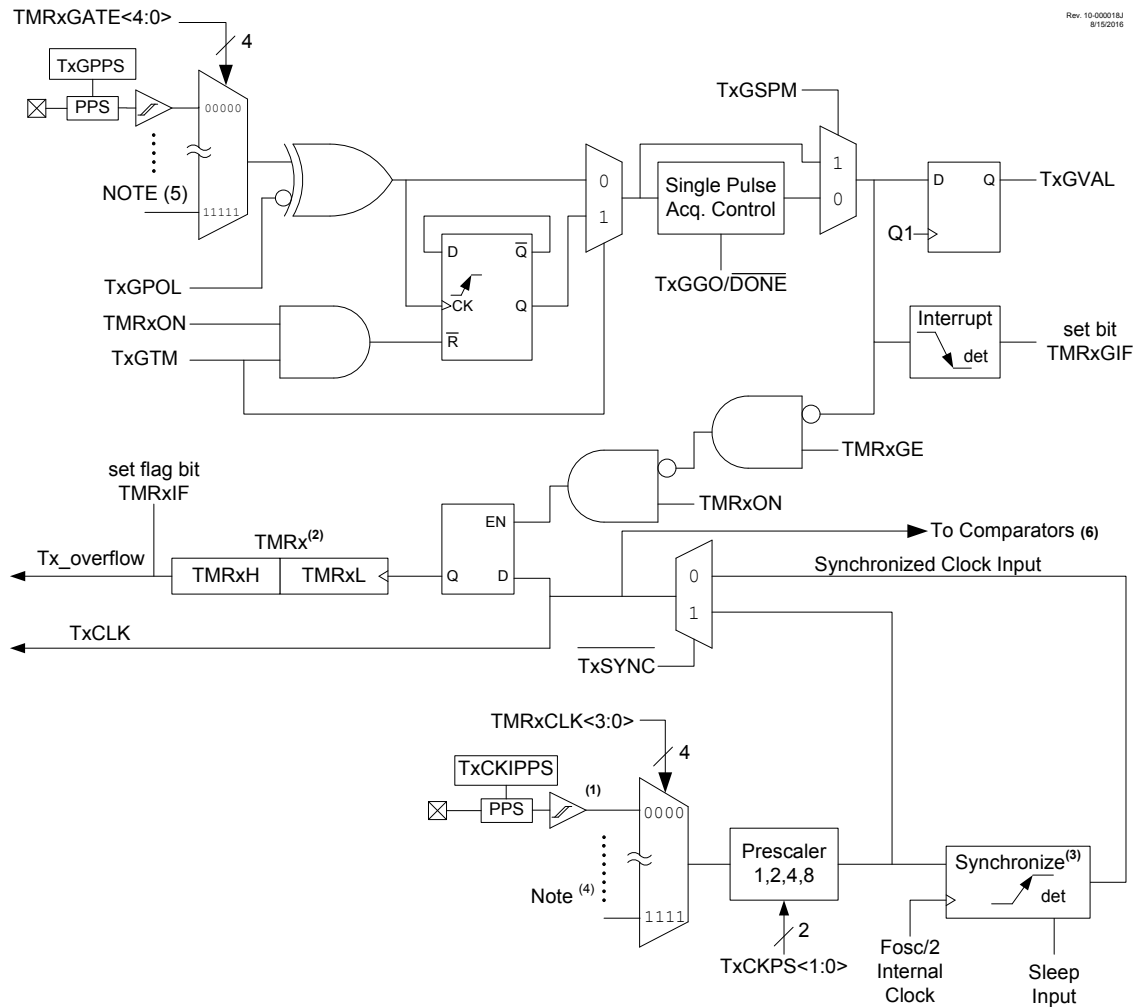 Rev. 10-000018J
8/15/2016
TMRxGATE<4:0>
4
TxGPPS
PPS
00000
NOTE (5)
11111
TxGPOL
TMRxON
TxGTM
D
Q̅
CK
Q
R̅
0
1
Single Pulse
Acq. Control
TxGGO/D̅O̅N̅E̅
TxGSPM
1
0
D
Q
Q1
TxGVAL
Interrupt
det
set bit
TMRxGIF
TMRxGE
TMRxON
set flag bit
TMRxIF
Tx_overflow
TMRx(2)
TMRxH
TMRxL
EN
Q
D
TxCLK
To Comparators (6)
Synchronized Clock Input
0
1
T̅x̅S̅Y̅N̅C̅
TMRxCLK<3:0>
4
TxCKIPPS
PPS
(1)
0000
Note (4)
1111
Prescaler
1,2,4,8
2
TxCKPS<1:0>
Synchronize(3)
det
Fosc/2
Internal
Clock
Sleep
Input